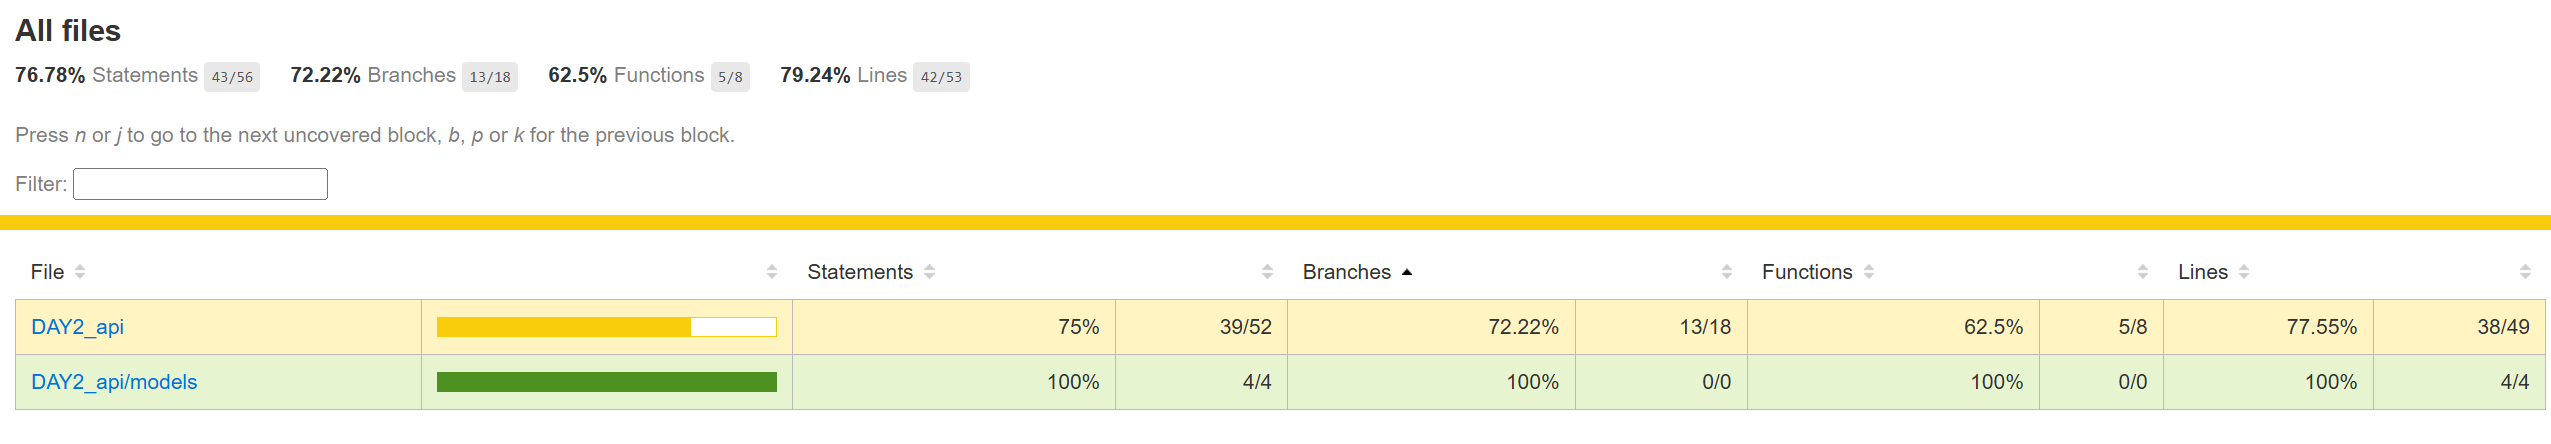 All files
76.78% Statements 43/56 72.22% Branches 13/18 62.5% Functions 5/8 79.24% Lines 42/53
Press n or j to go to the next uncovered block, b, p or k for the previous block.
Filter:
File Statements Branches Functions Lines
DAY2_api 75% 39/52 72.22% 13/18 62.5% 5/8 77.55% 38/49
DAY2_api/models 100% 4/4 100% 0/0 100% 0/0 100% 4/4